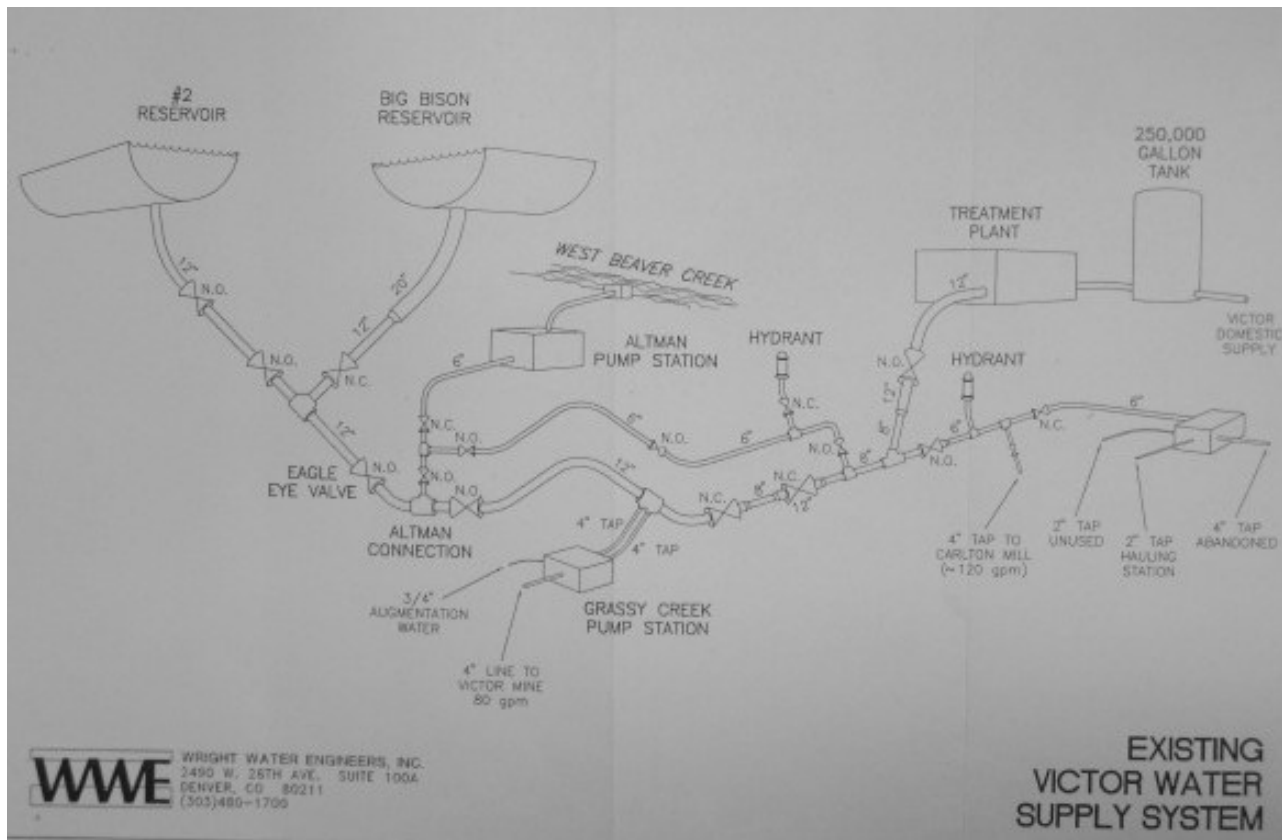 #2
RESERVOIR
BIG BISON
RESERVOIR
250,000
GALLON
TANK
TREATMENT
PLANT
WEST BEAVER CREEK
12"
12"
20"
N.O.
12"
ALTMAN
PUMP STATION
HYDRANT
VICTOR
DOMESTIC
SUPPLY
6"
N.O.
HYDRANT
N.O.
N.C.
12"
N.C.
N.C.
6"
8"
6"
6"
N.C.
12"
N.O.
N.O.
6"
N.O.
N.O.
EAGLE
EYE VALVE
N.O.
N.O.
N.O.
12"
8"
N.C.
N.C.
8"
12"
ALTMAN
CONNECTION
4" TAP
4" TAP
4" TAP TO
CARLTON MILL
(~120 gpm)
2" TAP
UNUSED
2" TAP
HAULING
STATION
4" TAP
ABANDONED
3/4"
AUGMENTATION
WATER
GRASSY CREEK
PUMP STATION
4" LINE TO
VICTOR MINE
80 gpm
WWE
WRIGHT WATER ENGINEERS, INC.
2490 W. 26TH AVE. SUITE 100A
DENVER, CO 80211
(303)480-1700
EXISTING
VICTOR WATER
SUPPLY SYSTEM